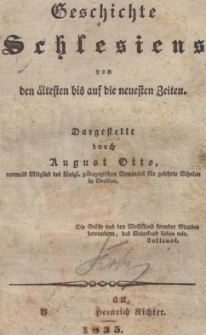 Geschichte
Schlesiens
von
den ältesten bis auf die neuesten Zeiten.
Dargestellt
durch
August Otto,
vormals Mitglied des königl. pädagogischen Seminars für gelehrte Schulen
in Breslau.
Die Größe und den Wohlstand fremder Staaten
bewundern, das Vaterland lieben wir.
Heinrich Richter.
1835.